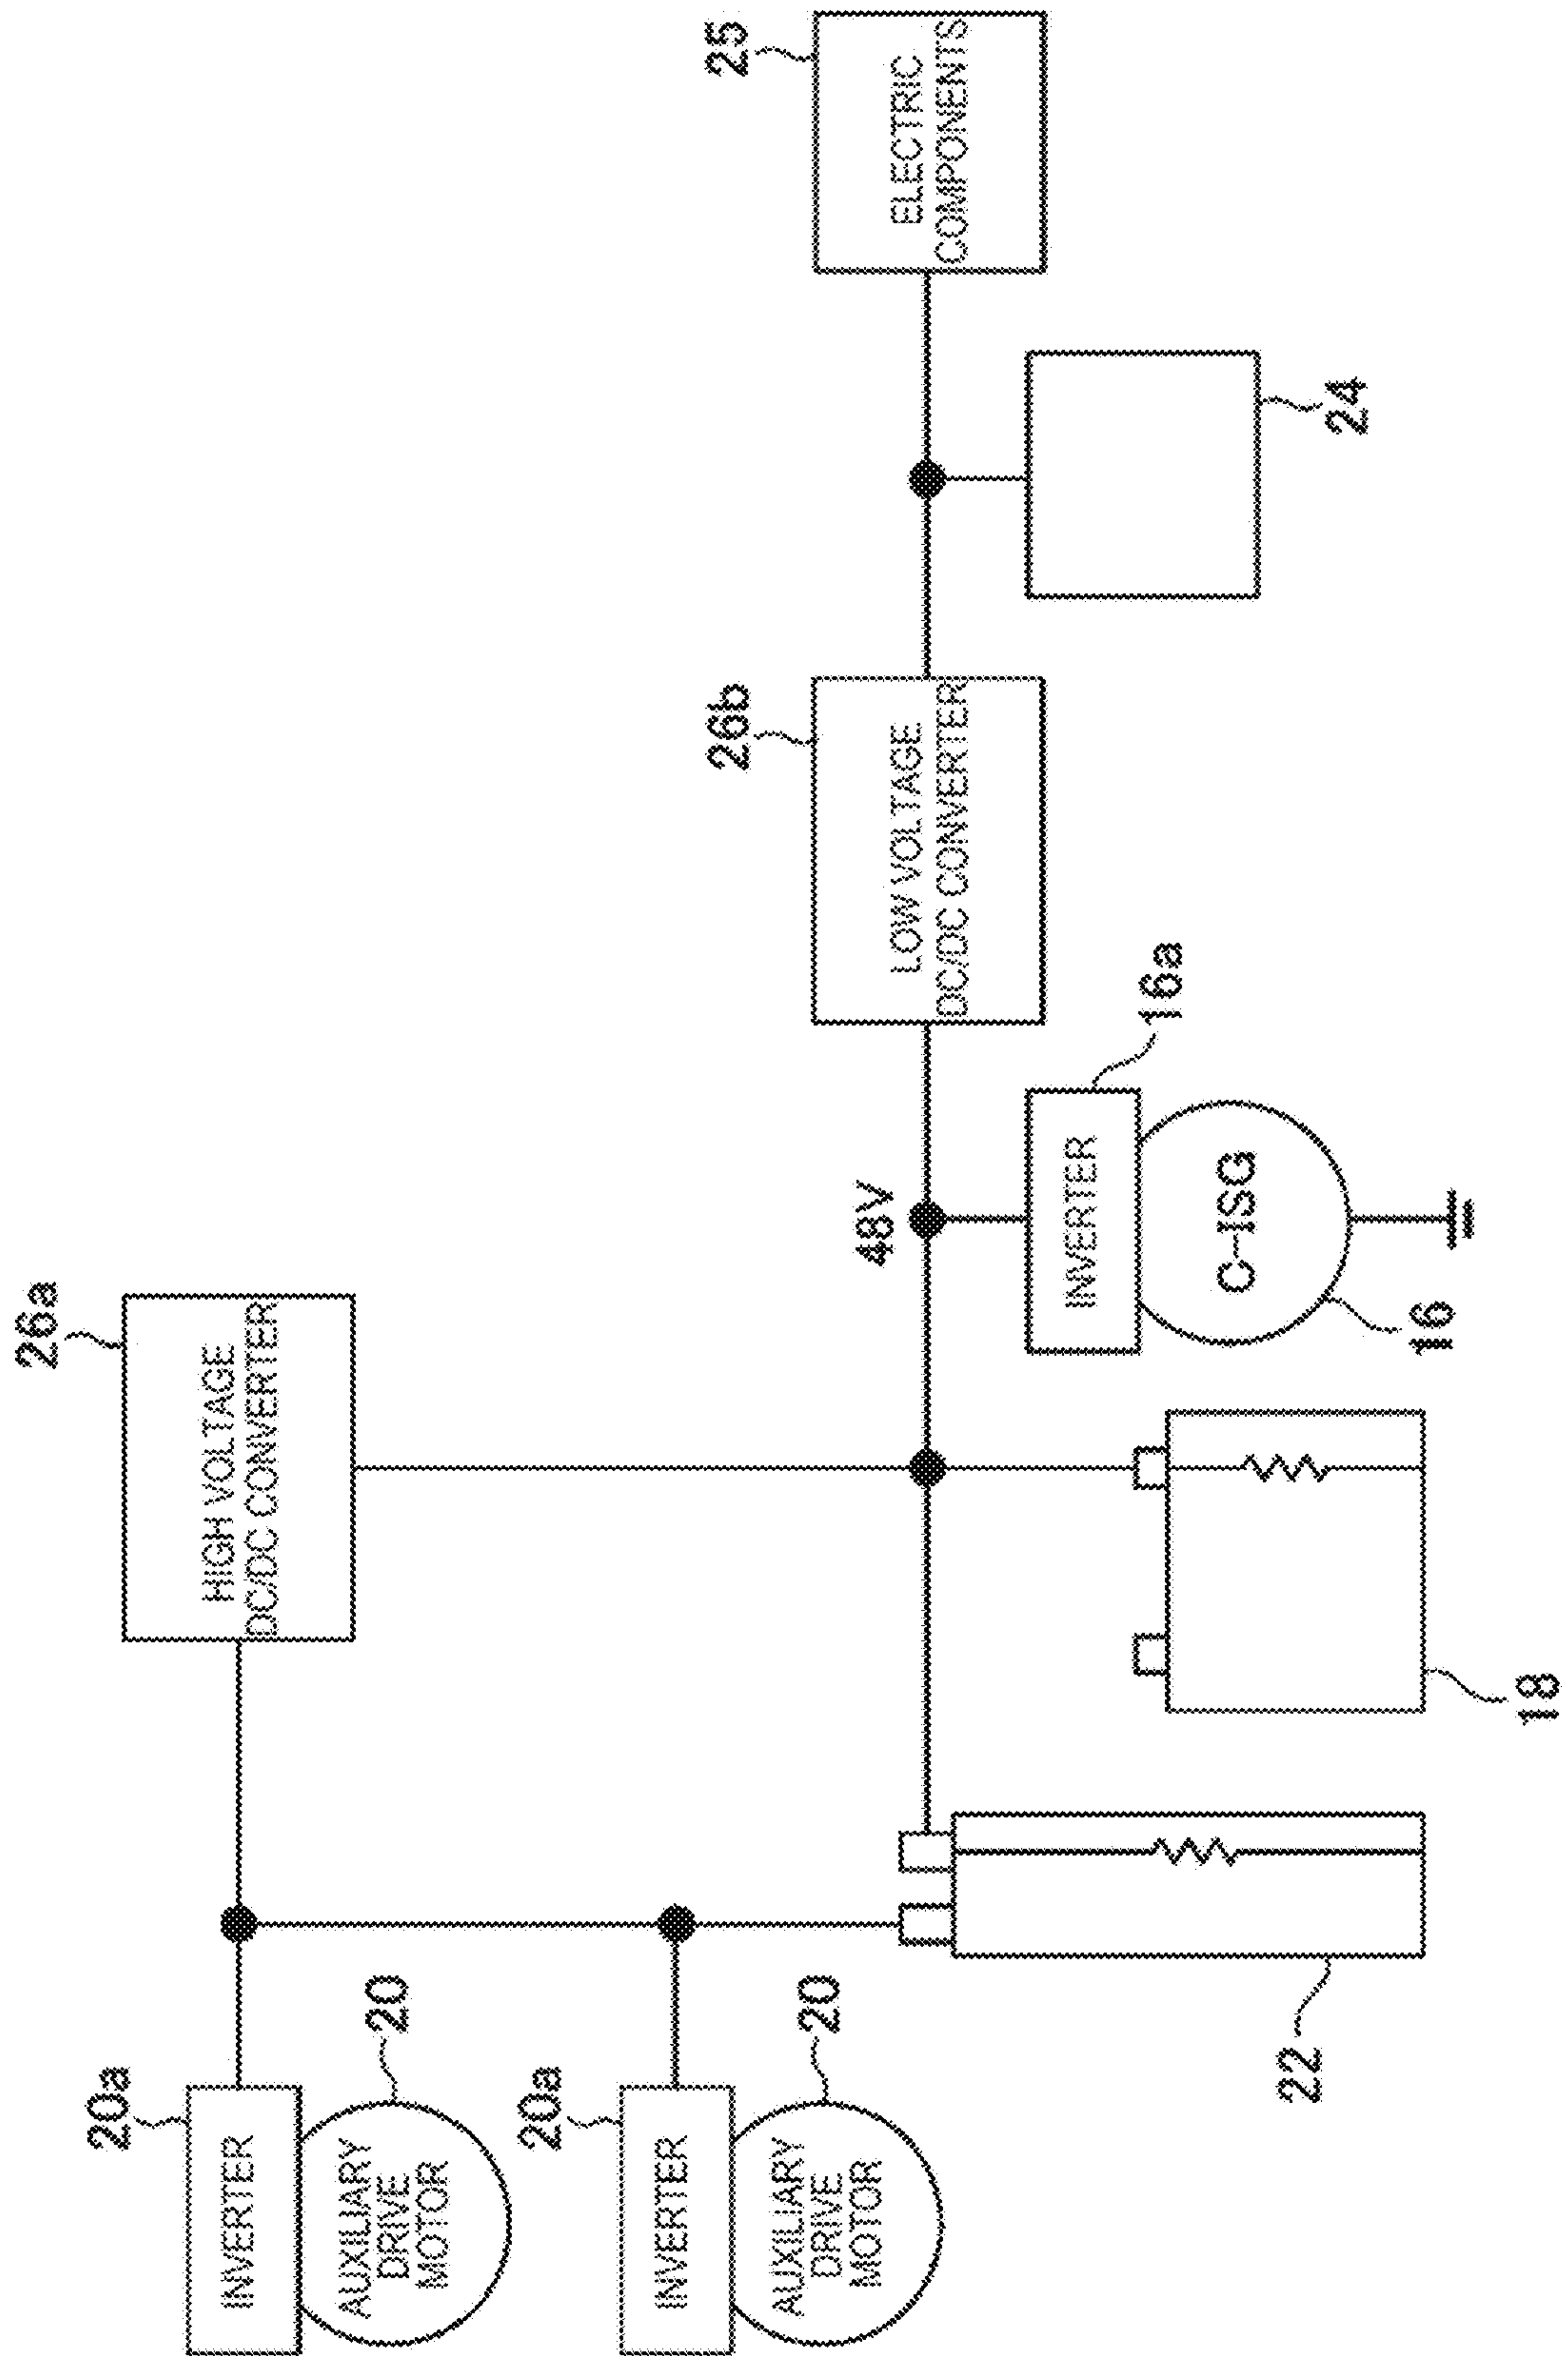 20a
INVERTER
20
AUXILIARY
DRIVE
MOTOR
20a
INVERTER
20
AUXILIARY
DRIVE
MOTOR
22
26a
HIGH VOLTAGE
DC/DC CONVERTER
18
48V
INVERTER
16a
C-ISG
16
26b
LOW VOLTAGE
DC/DC CONVERTER
24
25
ELECTRIC
COMPONENTS